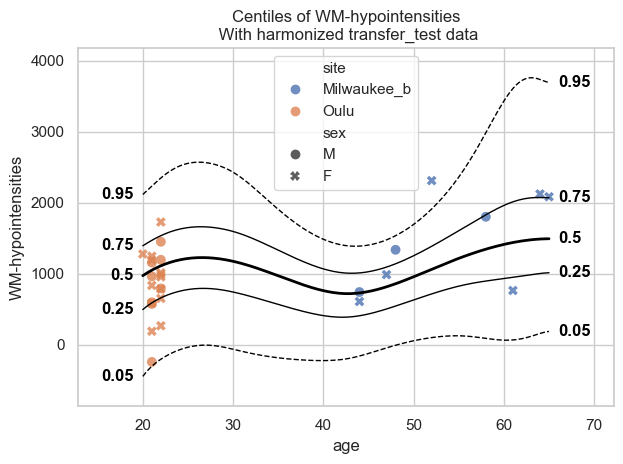 Centiles of WM-hypointensities
With harmonized transfer_test data
4000
3000
2000
1000
0
WM-hypointensities
site
Milwaukee_b
Oulu
sex
M
F
0.95
0.75
0.5
0.25
0.05
0.95
0.75
0.5
0.25
0.05
20
30
40
50
60
70
age